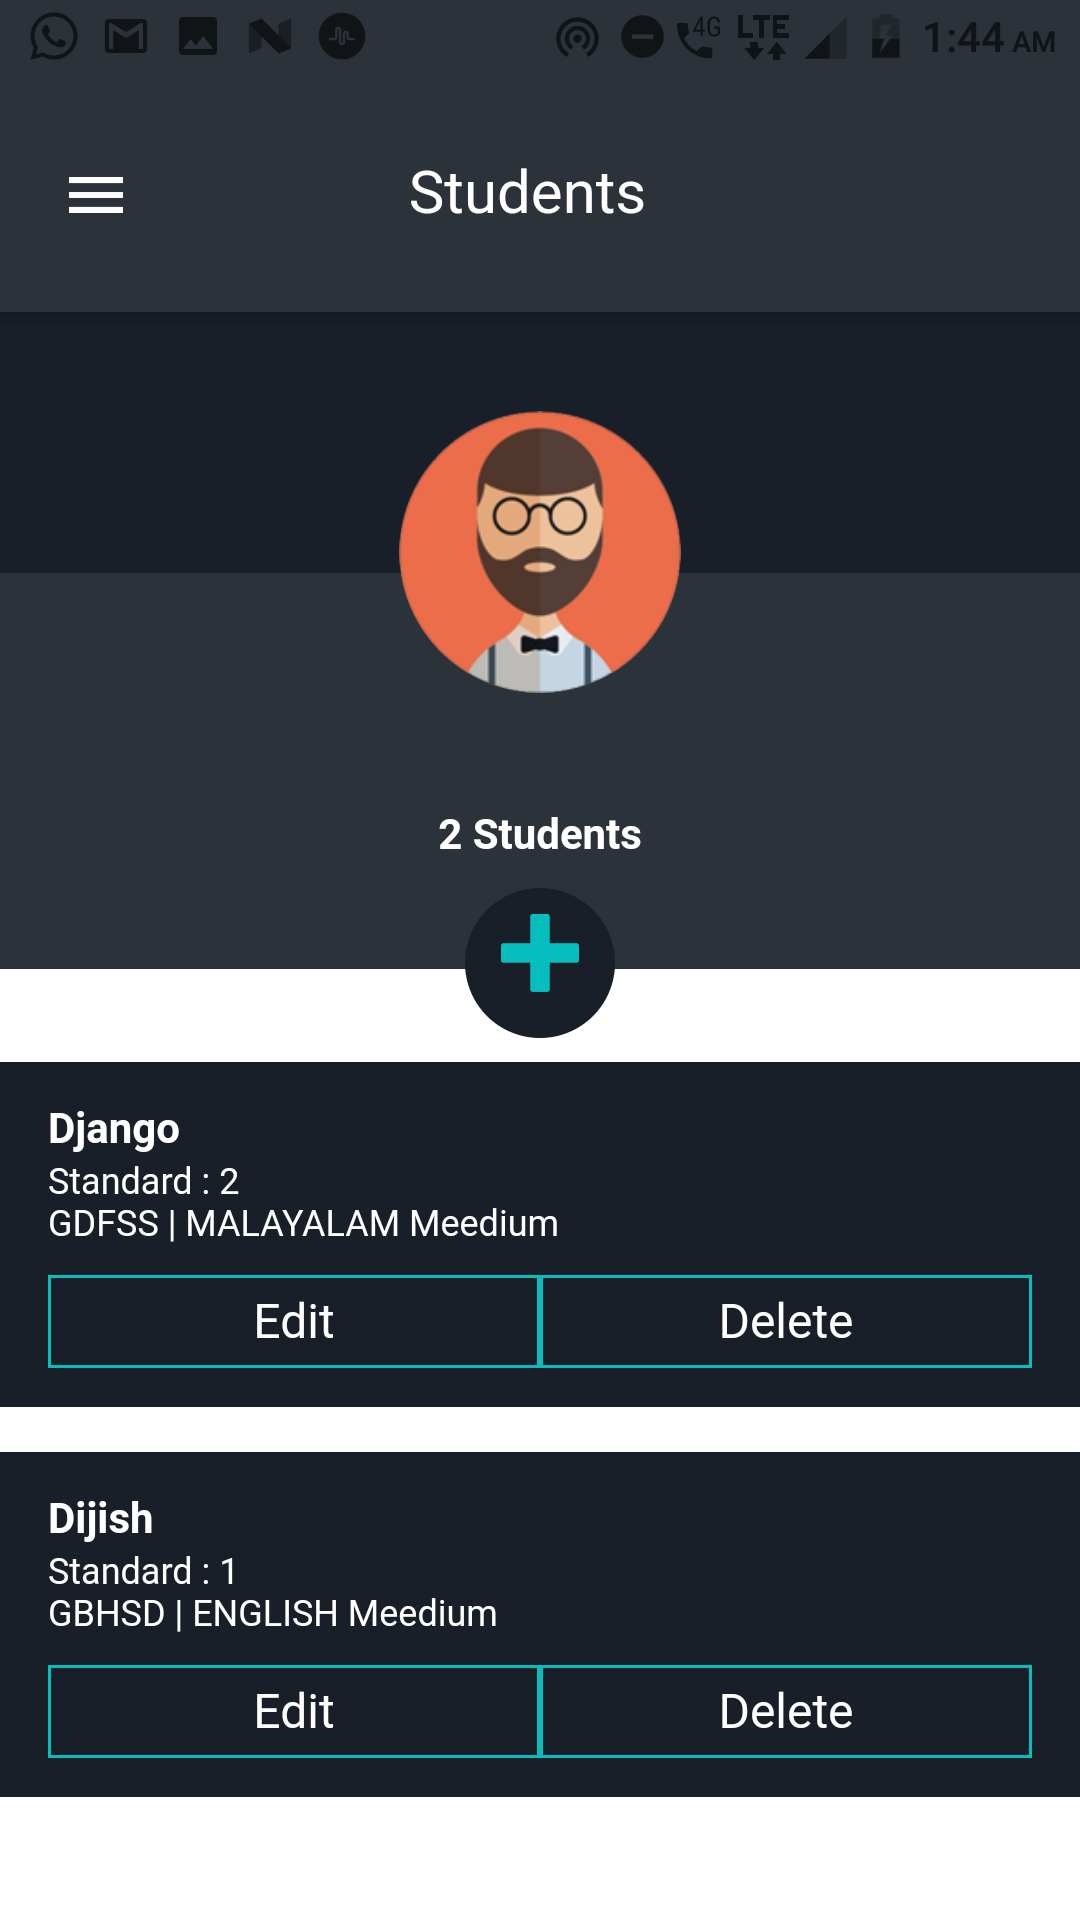 4G LTE 1:44 AM
Students
2 Students
Django
Standard : 2
GDFSS | MALAYALAM Meedium
Edit Delete
Dijish
Standard : 1
GBHSD | ENGLISH Meedium
Edit Delete